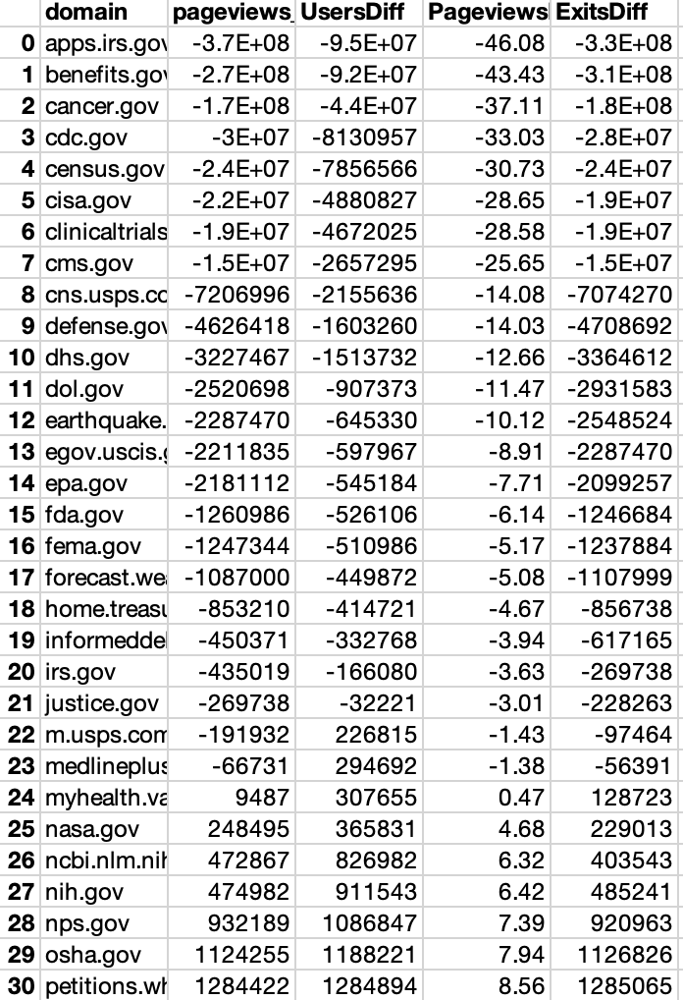 domain pageviews_ UsersDiff Pageviews ExitsDiff
0 apps.irs.gov -3.7E+08 -9.5E+07 -46.08 -3.3E+08
1 benefits.gov -2.7E+08 -9.2E+07 -43.43 -3.1E+08
2 cancer.gov -1.7E+08 -4.4E+07 -37.11 -1.8E+08
3 cdc.gov -3E+07 -8130957 -33.03 -2.8E+07
4 census.gov -2.4E+07 -7856566 -30.73 -2.4E+07
5 cisa.gov -2.2E+07 -4880827 -28.65 -1.9E+07
6 clinicaltrials -1.9E+07 -4672025 -28.58 -1.9E+07
7 cms.gov -1.5E+07 -2657295 -25.65 -1.5E+07
8 cns.usps.co -7206996 -2155636 -14.08 -7074270
9 defense.gov -4626418 -1603260 -14.03 -4708692
10 dhs.gov -3227467 -1513732 -12.66 -3364612
11 dol.gov -2520698 -907373 -11.47 -2931583
12 earthquake. -2287470 -645330 -10.12 -2548524
13 egov.uscis.g -2211835 -597967 -8.91 -2287470
14 epa.gov -2181112 -545184 -7.71 -2099257
15 fda.gov -1260986 -526106 -6.14 -1246684
16 fema.gov -1247344 -510986 -5.17 -1237884
17 forecast.wea -1087000 -449872 -5.08 -1107999
18 home.treasu -853210 -414721 -4.67 -856738
19 informeddel -450371 -332768 -3.94 -617165
20 irs.gov -435019 -166080 -3.63 -269738
21 justice.gov -269738 -32221 -3.01 -228263
22 m.usps.com -191932 226815 -1.43 -97464
23 medlineplus -66731 294692 -1.38 -56391
24 myhealth.va 9487 307655 0.47 128723
25 nasa.gov 248495 365831 4.68 229013
26 ncbi.nlm.nih 472867 826982 6.32 403543
27 nih.gov 474982 911543 6.42 485241
28 nps.gov 932189 1086847 7.39 920963
29 osha.gov 1124255 1188221 7.94 1126826
30 petitions.wh 1284422 1284894 8.56 1285065